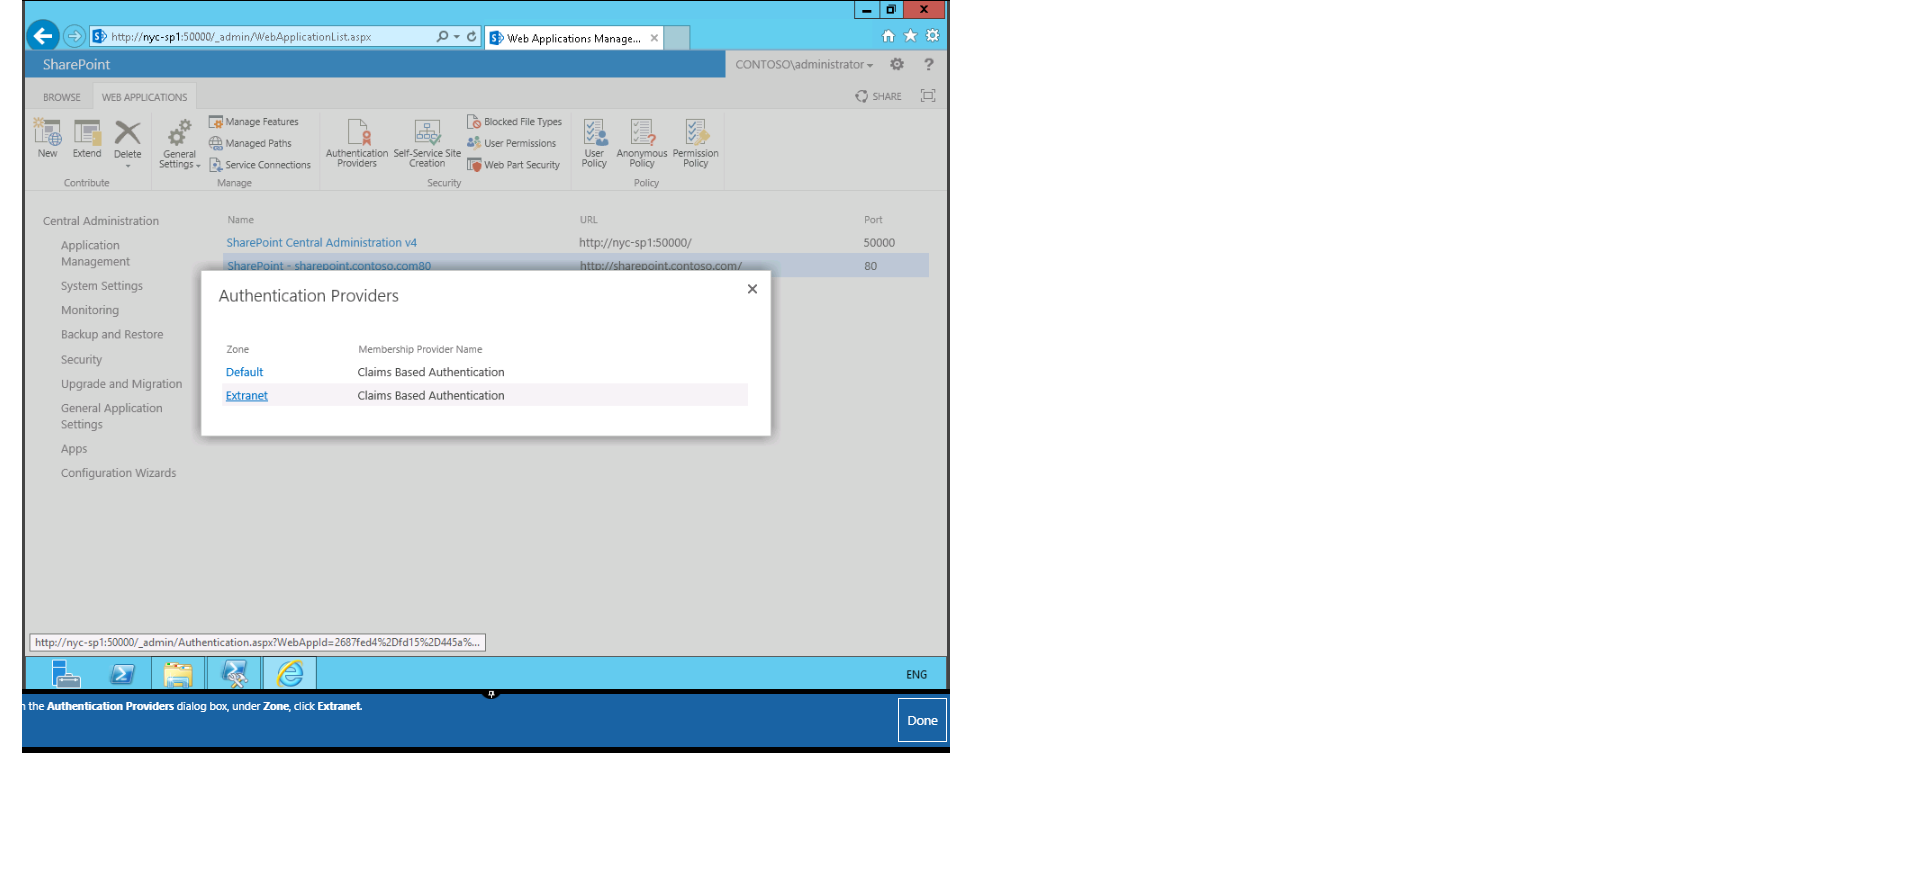 http://nyc-sp1:50000/_admin/WebApplicationList.aspx
Web Applications Manage...
SharePoint
CONTOSO\administrator
?
BROWSE
WEB APPLICATIONS
SHARE
New
Extend
Delete
Contribute
General Settings
Manage Features
Managed Paths
Service Connections
Manage
Authentication Providers
Self-Service Site Creation
Blocked File Types
User Permissions
Web Part Security
Security
User Policy
Anonymous Policy
Permission Policy
Policy
Central Administration
Application Management
System Settings
Monitoring
Backup and Restore
Security
Upgrade and Migration
General Application Settings
Apps
Configuration Wizards
Name URL Port
SharePoint Central Administration v4 http://nyc-sp1:50000/ 50000
SharePoint - sharepoint.contoso.com80 http://sharepoint.contoso.com/ 80
Authentication Providers
Zone Membership Provider Name
Default Claims Based Authentication
Extranet Claims Based Authentication
http://nyc-sp1:50000/_admin/Authentication.aspx?WebAppId=2687fed4%2Dfd15%2D445a%...
ENG
the Authentication Providers dialog box, under Zone, click Extranet.
Done